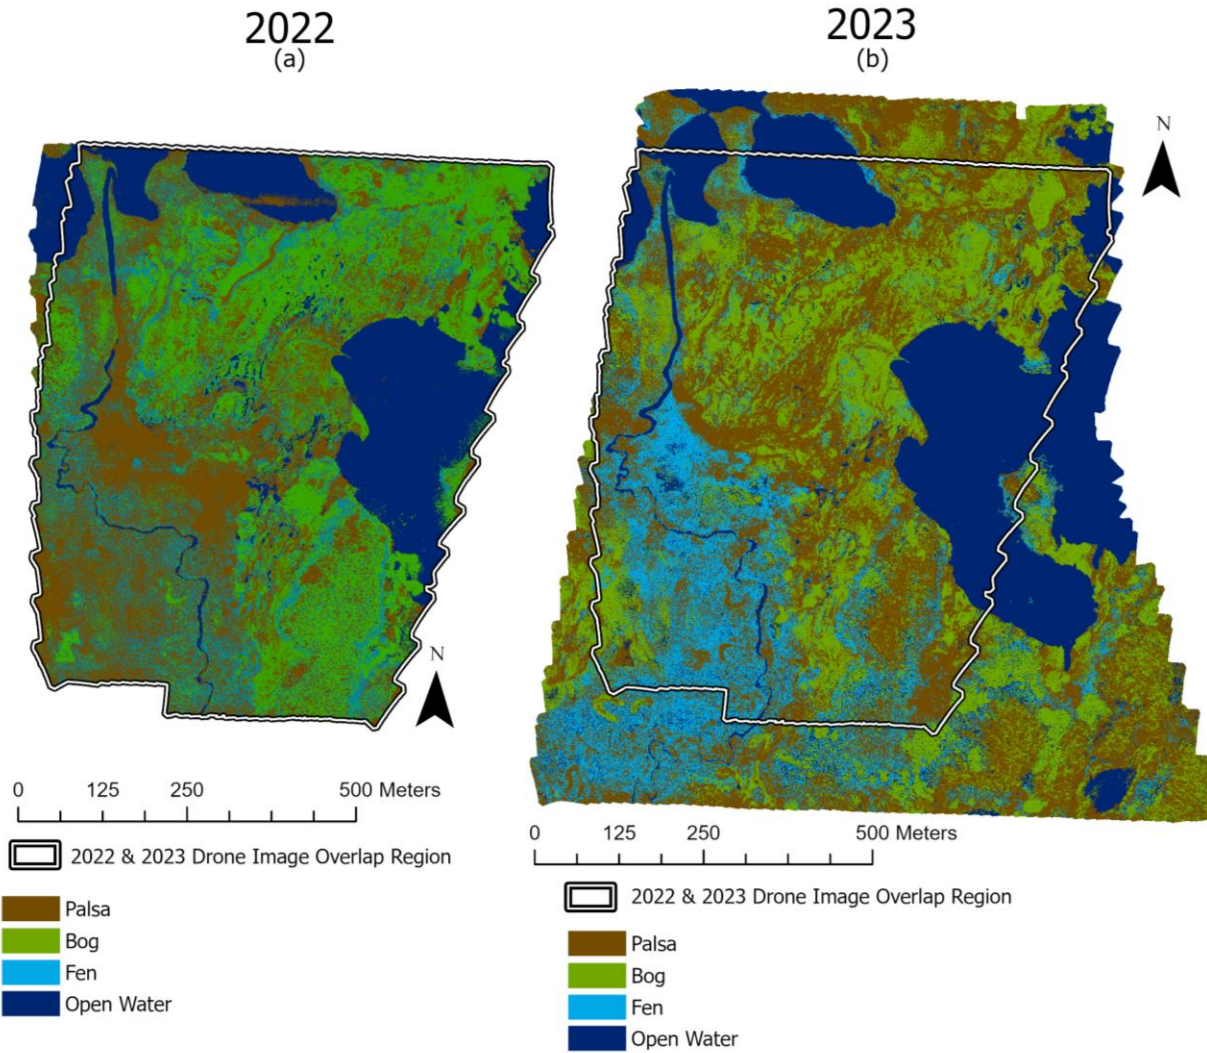 2022
(a)
2023
(b)
N
N
0 125 250 500 Meters
2022 & 2023 Drone Image Overlap Region
Palsa
Bog
Fen
Open Water
0 125 250 500 Meters
2022 & 2023 Drone Image Overlap Region
Palsa
Bog
Fen
Open Water